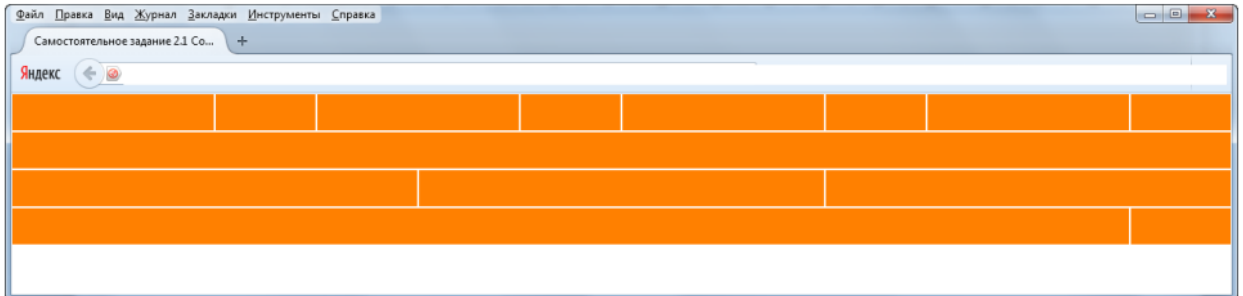 Файл Правка Вид Журнал Закладки Инструменты Справка
Самостоятельное задание 2.1 Со... +
Яндекс